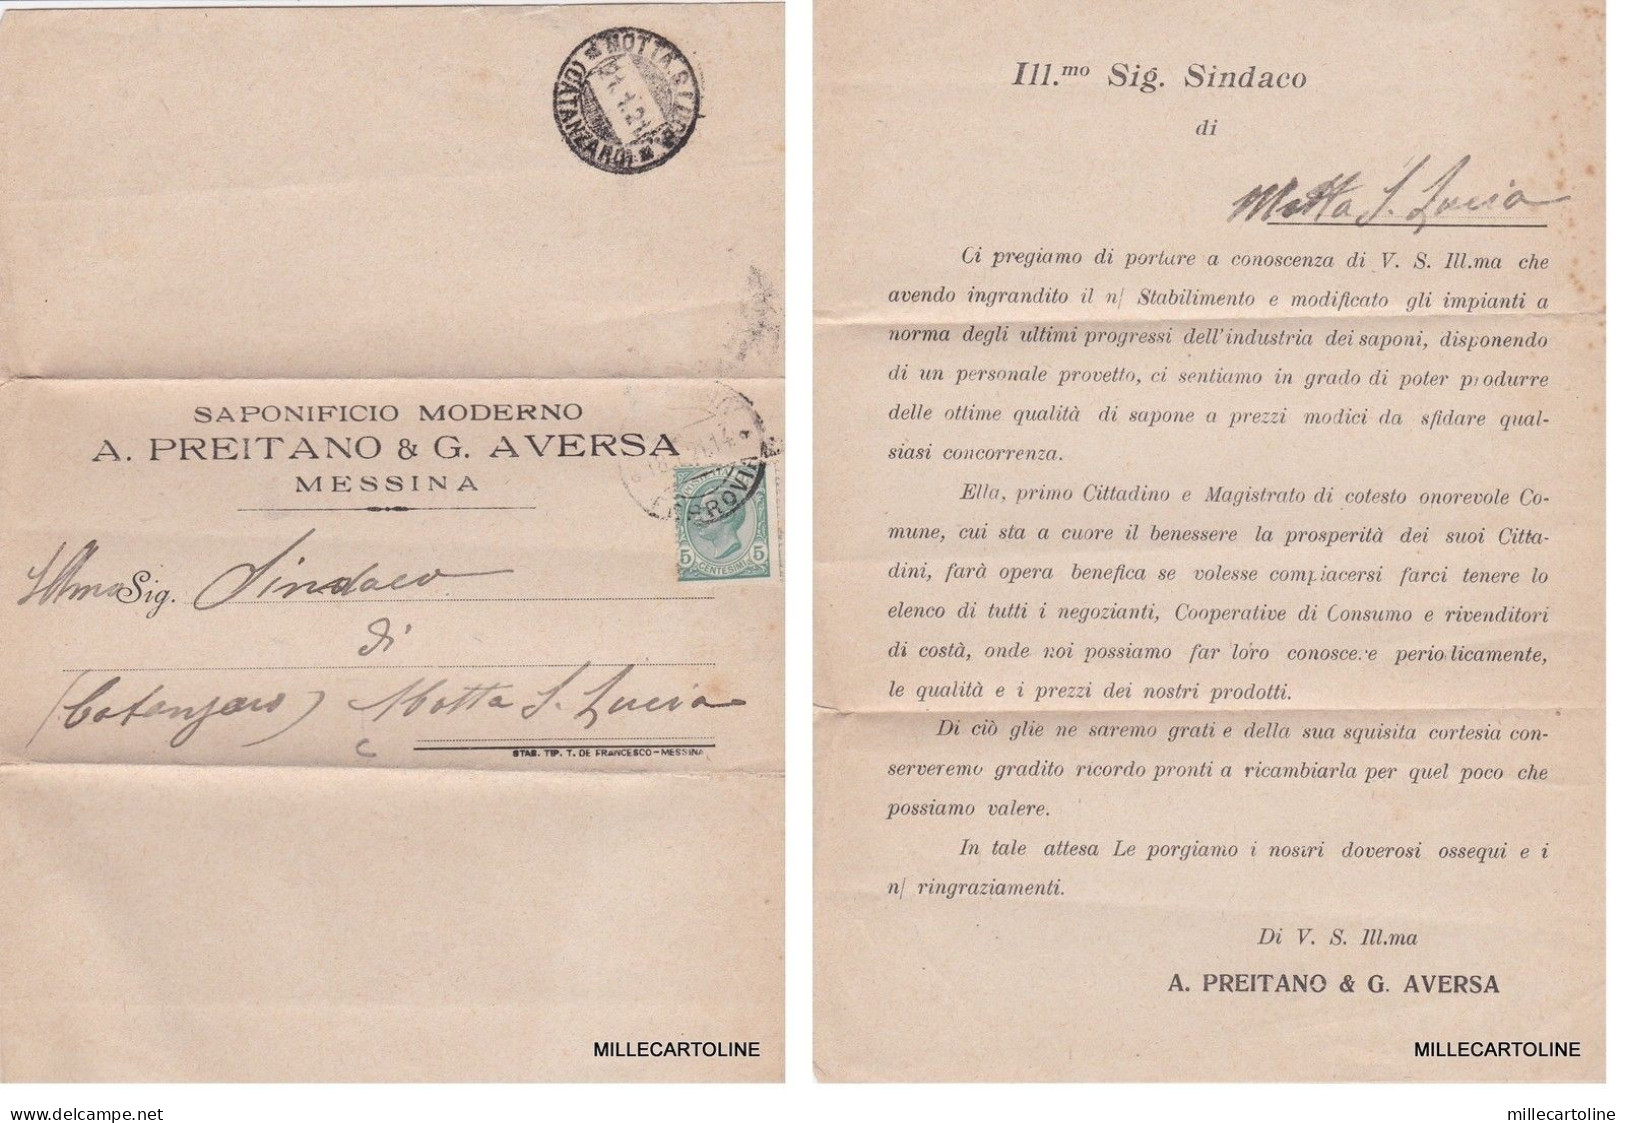 MOTTA S. LUCIA
(CATANZARO)
SAPONIFICIO MODERNO
A. PREITANO & G. AVERSA
MESSINA
FERROVIA
5 5
CENTESIMI
Ill.mo Sig. Sindaco
di
(Catanzaro) Motta S. Lucia
STAB. TIP. T. DE FRANCESCO-MESSINA
MILLECARTOLINE
Ill.mo Sig. Sindaco
di
Motta S. Lucia
Ci pregiamo di portare a conoscenza di V. S. Ill.ma che
avendo ingrandito il n/ Stabilimento e modificato gli impianti a
norma degli ultimi progressi dell'industria dei saponi, disponendo
di un personale provetto, ci sentiamo in grado di poter produrre
delle ottime qualità di sapone a prezzi modici da sfidare qual-
siasi concorrenza.
Ella, primo Cittadino e Magistrato di cotesto onorevole Co-
mune, cui sta a cuore il benessere la prosperità dei suoi Citta-
dini, farà opera benefica se volesse compiacersi farci tenere lo
elenco di tutti i negozianti, Cooperative di Consumo e rivenditori
di costà, onde noi possiamo far loro conoscere periodicamente,
le qualità e i prezzi dei nostri prodotti.
Di ciò glie ne saremo grati e della sua squisita cortesia con-
serveremo gradito ricordo pronti a ricambiarla per quel poco che
possiamo valere.
In tale attesa Le porgiamo i nostri doverosi ossequi e i
n/ ringraziamenti.
Di V. S. Ill.ma
A. PREITANO & G. AVERSA
MILLECARTOLINE
millecartoline
www.delcampe.net